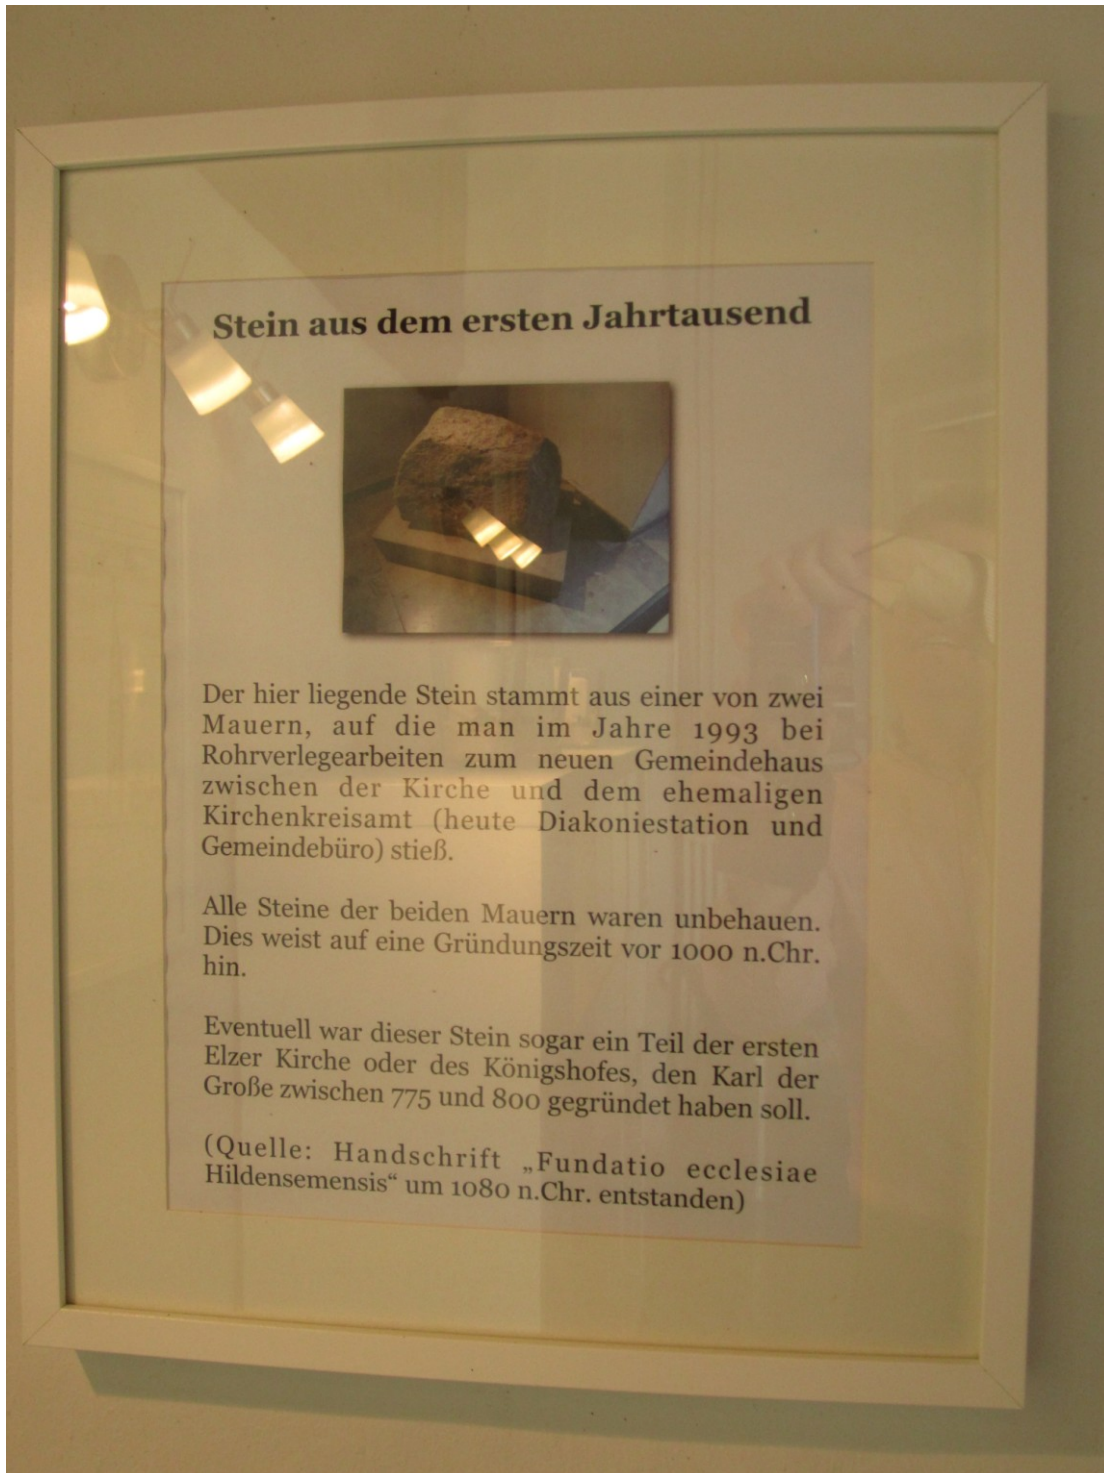 Stein aus dem ersten Jahrtausend
Der hier liegende Stein stammt aus einer von zwei
Mauern, auf die man im Jahre 1993 bei
Rohrverlegearbeiten zum neuen Gemeindehaus
zwischen der Kirche und dem ehemaligen
Kirchenkreisamt (heute Diakoniestation und
Gemeindebüro) stieß.
Alle Steine der beiden Mauern waren unbehauen.
Dies weist auf eine Gründungszeit vor 1000 n.Chr.
hin.
Eventuell war dieser Stein sogar ein Teil der ersten
Elzer Kirche oder des Königshofes, den Karl der
Große zwischen 775 und 800 gegründet haben soll.
(Quelle: Handschrift „Fundatio ecclesiae
Hildensemensis“ um 1080 n.Chr. entstanden)